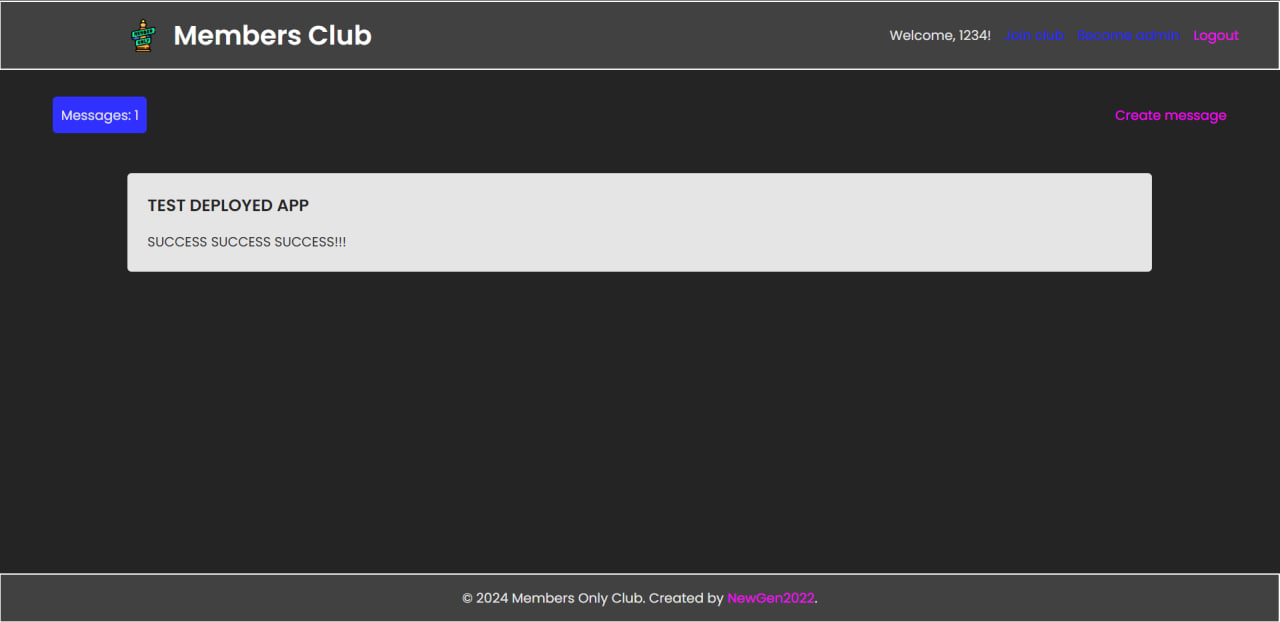 Members Club
Welcome, 1234! Join club Become admin Logout
Messages: 1
Create message
TEST DEPLOYED APP
SUCCESS SUCCESS SUCCESS!!!
© 2024 Members Only Club. Created by NewGen2022.